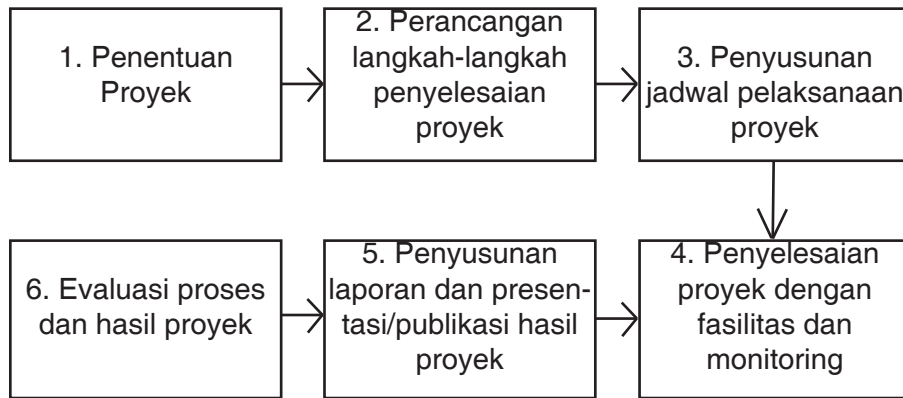 1. Penentuan
Proyek
2. Perancangan
langkah-langkah
penyelesaian
proyek
3. Penyusunan
jadwal pelaksanaan
proyek
6. Evaluasi proses
dan hasil proyek
5. Penyusunan
laporan dan presen-
tasi/publikasi hasil
proyek
4. Penyelesaian
proyek dengan
fasilitas dan
monitoring